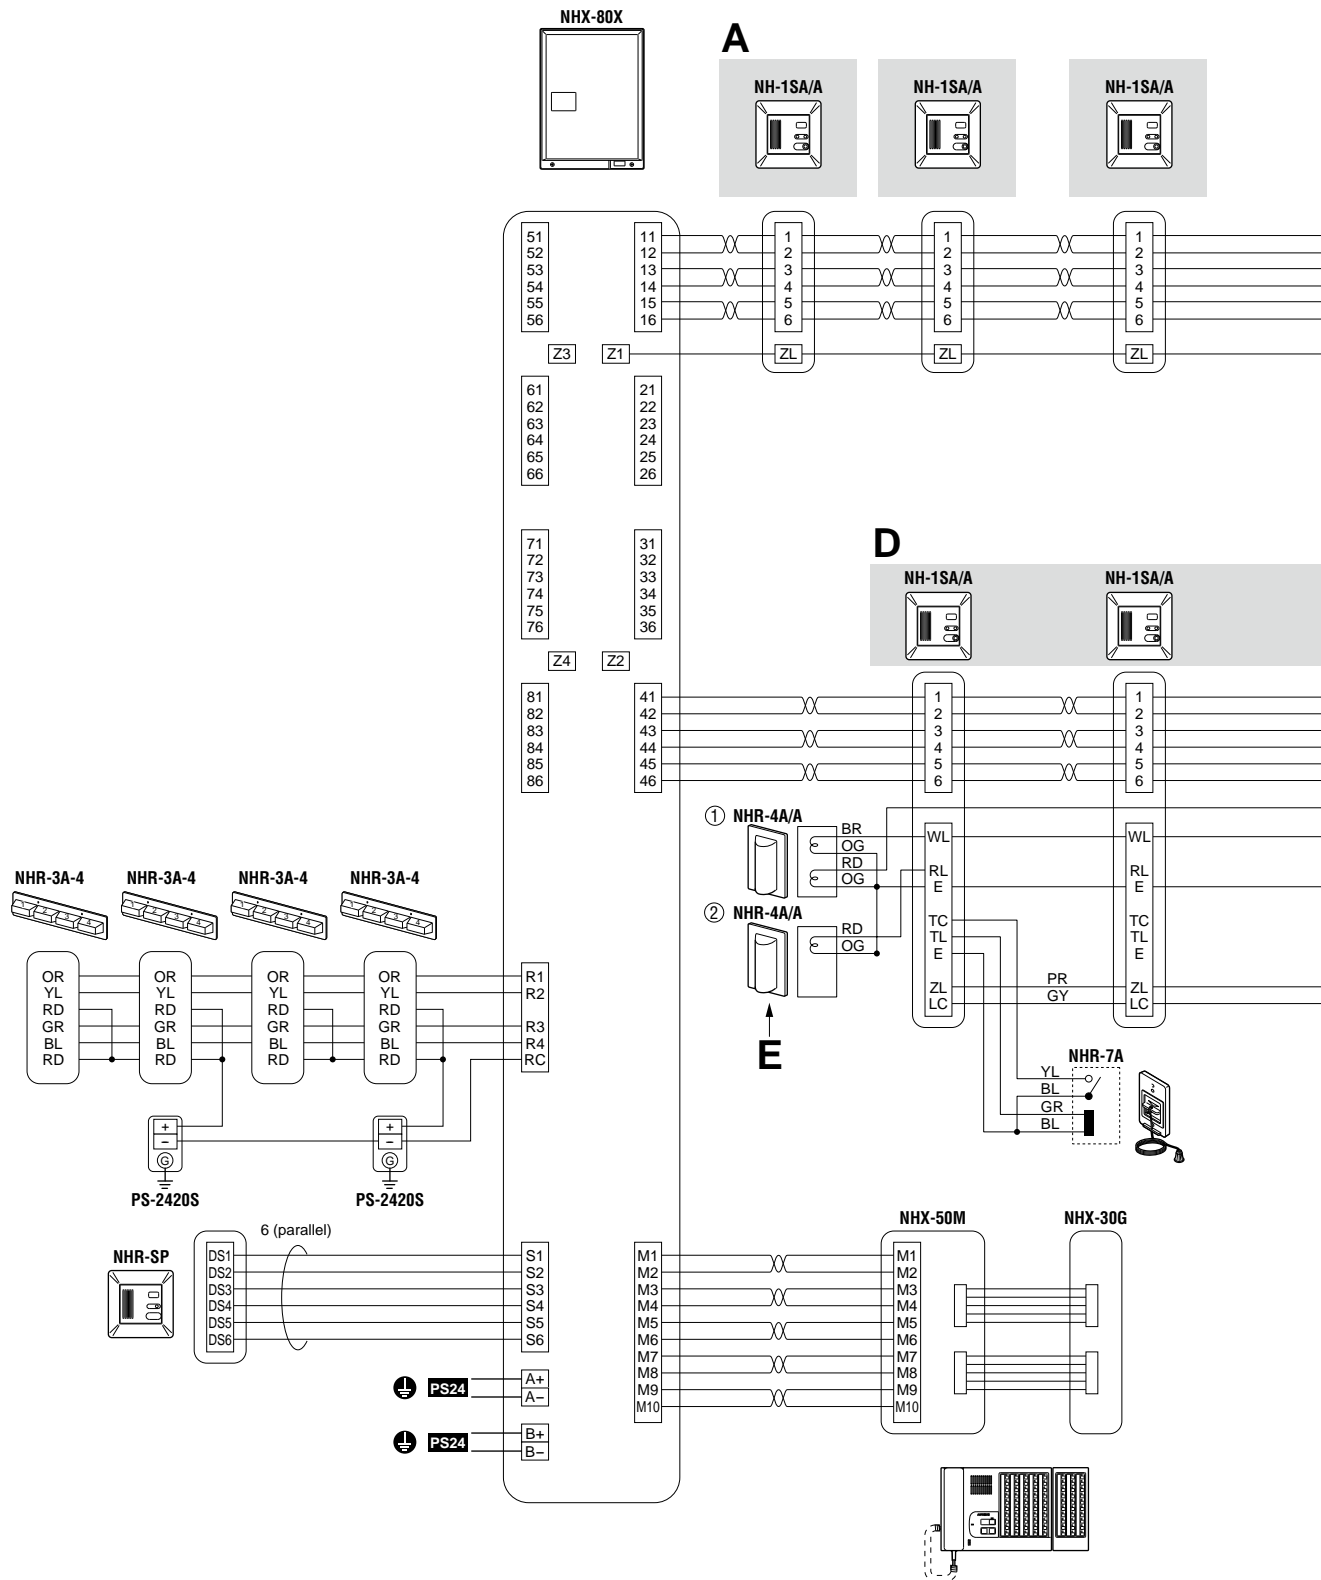 NHX-80X
A
NH-1SA/A NH-1SA/A NH-1SA/A
51 11 1 1 1
52 12 2 2 2
53 13 3 3 3
54 14 4 4 4
55 15 5 5 5
56 16 6 6 6
Z3 Z1 ZL ZL ZL
61 21
62 22
63 23
64 24
65 25
66 26
71 31
72 32
73 33
74 34
75 35
76 36
Z4 Z2
D
NH-1SA/A NH-1SA/A
81 41 1 1
82 42 2 2
83 43 3 3
84 44 4 4
85 45 5 5
86 46 6 6
① NHR-4A/A BR WL WL
OG
RD RL RL
OG E E
② NHR-4A/A
RD TC TC
OG TL TL
E E
PR ZL ZL
GY LC LC
E
NHR-7A
YL
BL
GR
BL
NHR-3A-4 NHR-3A-4 NHR-3A-4 NHR-3A-4
OR OR OR OR R1
YL YL YL YL R2
RD RD RD RD
GR GR GR GR R3
BL BL BL BL R4
RD RD RD RD RC
+ +
− −
G G
PS-2420S PS-2420S
6 (parallel)
NHR-SP
DS1 S1
DS2 S2
DS3 S3
DS4 S4
DS5 S5
DS6 S6
PS24 A+
A−
PS24 B+
B−
NHX-50M NHX-30G
M1 M1
M2 M2
M3 M3
M4 M4
M5 M5
M6 M6
M7 M7
M8 M8
M9 M9
M10 M10